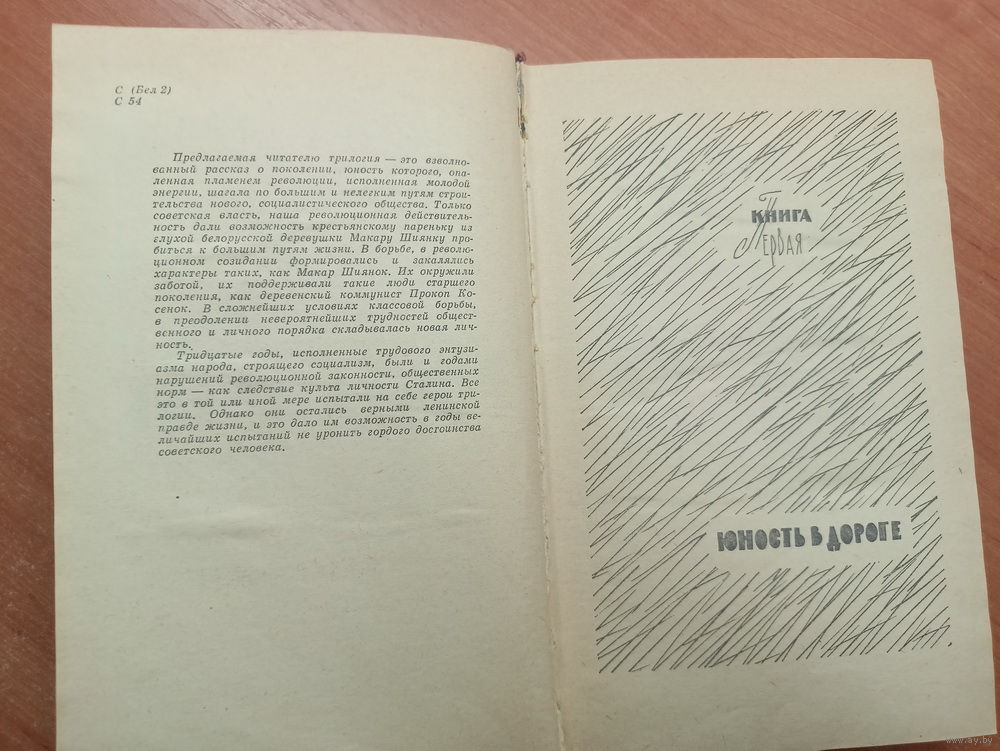 С (Бел 2)
С 54
Предлагаемая читателю трилогия — это взволно-
ванный рассказ о поколении, юность которого, опа-
ленная пламенем революции, исполненная молодой
энергии, шагала по большим и нелегким путям строи-
тельства нового, социалистического общества. Только
советская власть, наша революционная действитель-
ность дали возможность крестьянскому пареньку из
глухой белорусской деревушки Макару Шиянку про-
биться к большим путям жизни. В борьбе, в револю-
ционном созидании формировались и закалялись
характеры таких, как Макар Шиянок. Их окружили
заботой, их поддерживали такие люди старшего
поколения, как деревенский коммунист Прокоп Ко-
сенок. В сложнейших условиях классовой борьбы,
в преодолении невероятнейших трудностей общест-
венного и личного порядка складывалась новая лич-
ность.
Тридцатые годы, исполненные трудового энтузи-
азма народа, строящего социализм, были и годами
нарушений революционной законности, общественных
норм — как следствие культа личности Сталина. Все
это в той или иной мере испытали на себе герои три-
логии. Однако они остались верными ленинской
правде жизни, и это дало им возможность в годы ве-
личайших испытаний не уронить гордого достоинства
советского человека.
КНИГА
Первая
ЮНОСТЬ В ДОРОГЕ
www.ay.by